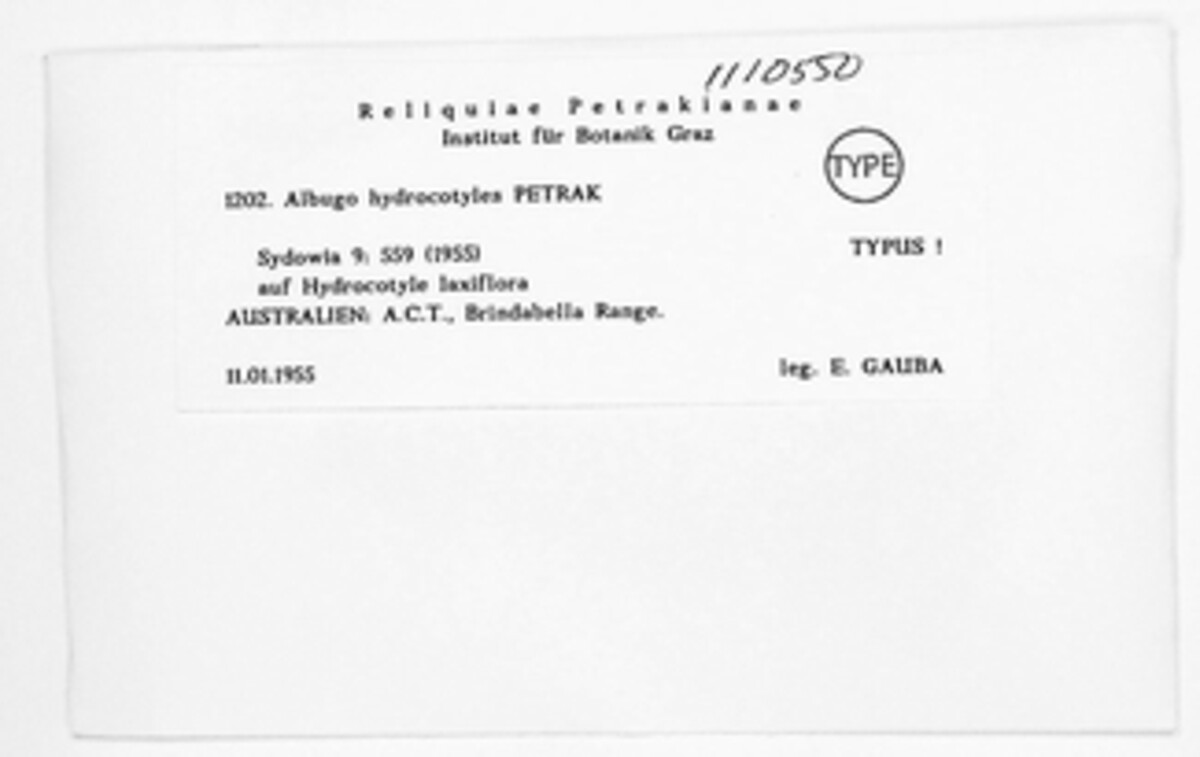 1110550
Reliquiae Petrakianae
Institut für Botanik Graz
TYPE
1202. Albugo hydrocotyles PETRAK
TYPUS !
Sydowia 9: 559 (1955)
auf Hydrocotyle laxiflora
AUSTRALIEN: A.C.T., Brindabella Range.
11.01.1955 leg. E. GAUBA